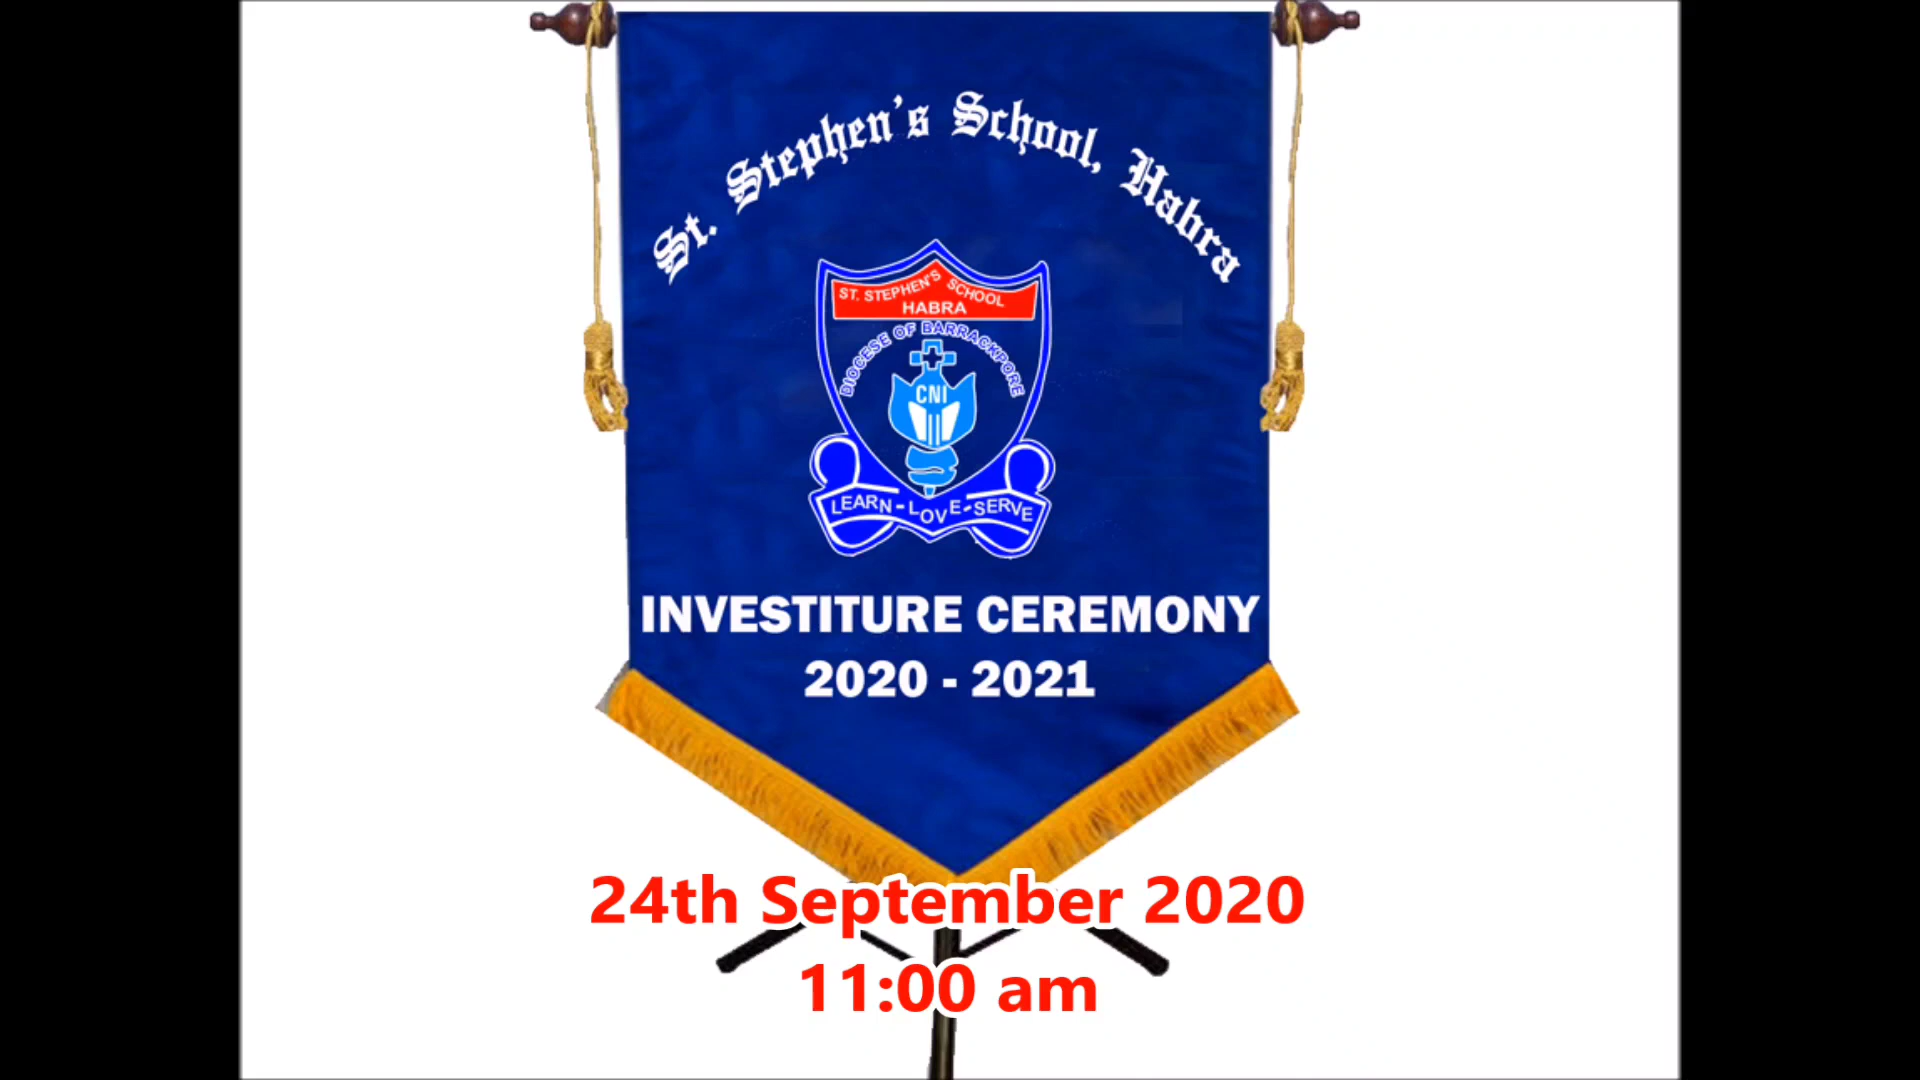 St. Stephen's School, Habra
ST. STEPHEN'S SCHOOL
HABRA
DIOCESE OF BARRACKPORE
CNI
LEARN-LOVE-SERVE
INVESTITURE CEREMONY
2020 - 2021
24th September 2020
11:00 am